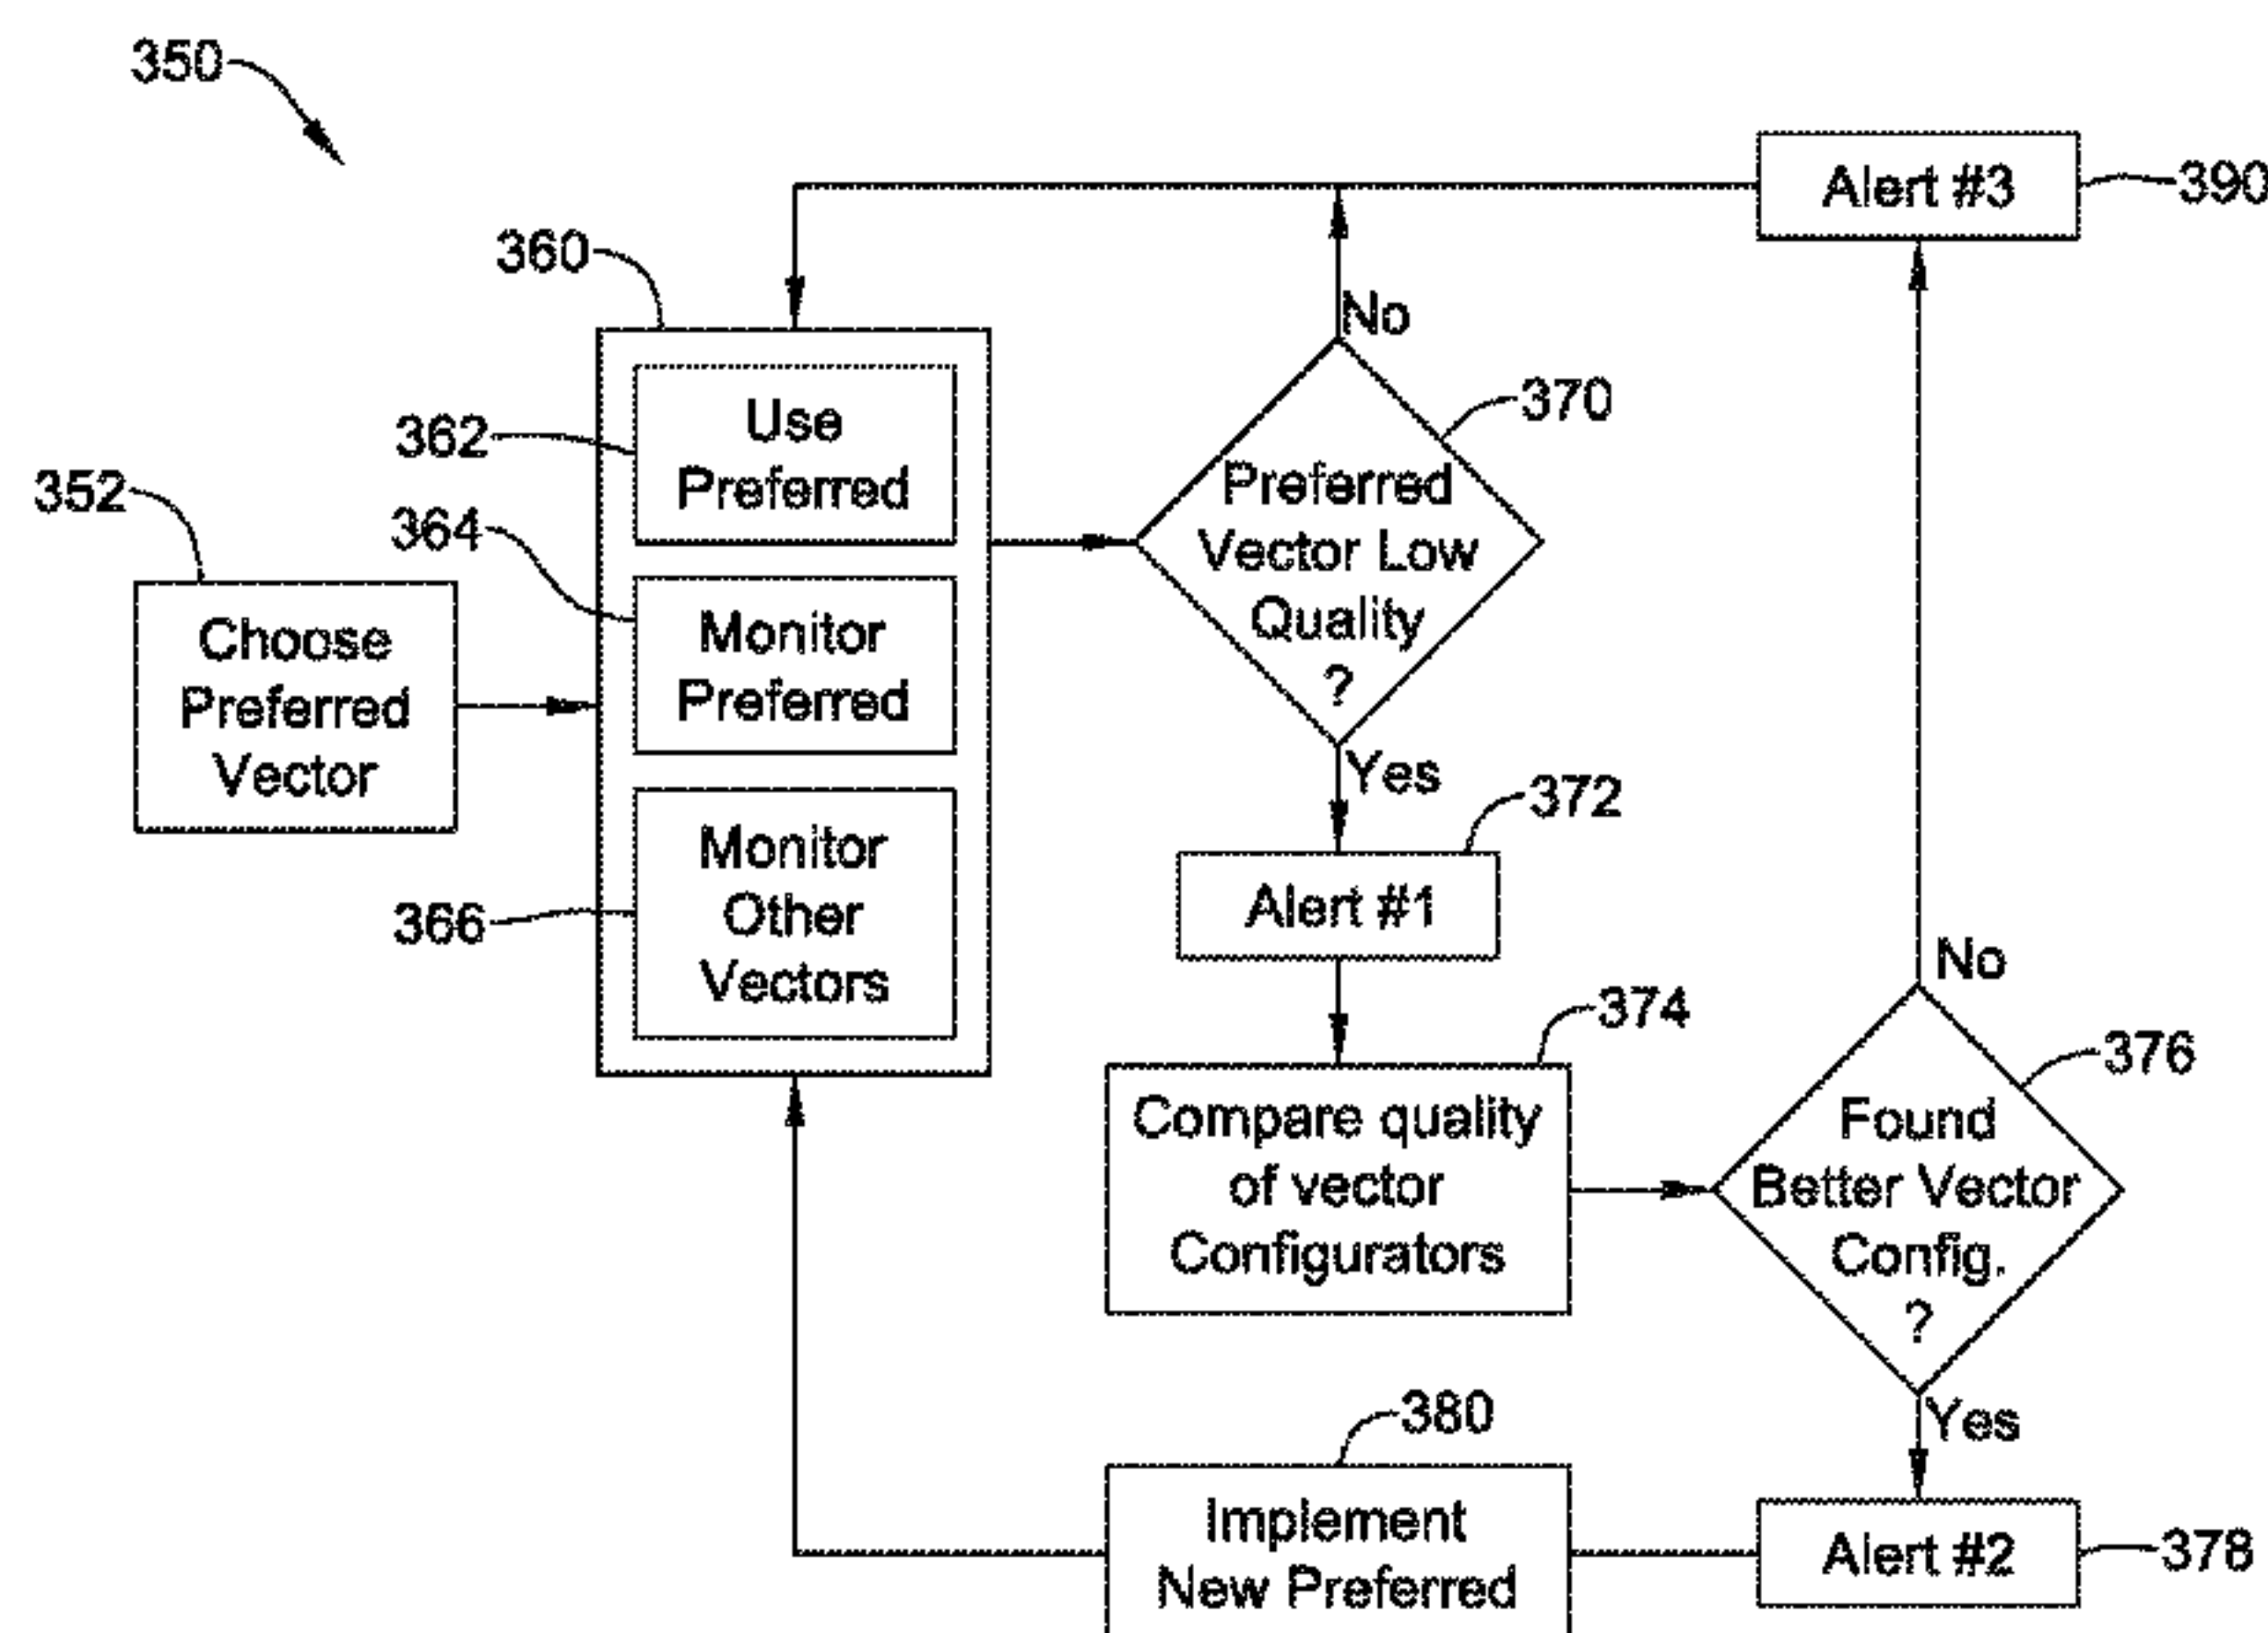 350
Alert #3
390
360
No
Use
Preferred
362
370
Preferred
Vector Low
Quality
?
352
364
Choose
Preferred
Vector
Monitor
Preferred
Yes
372
Monitor
Other
Vectors
366
Alert #1
No
374
376
Compare quality
of vector
Configurators
Found
Better Vector
Config.
?
380
Yes
Implement
New Preferred
Alert #2
378